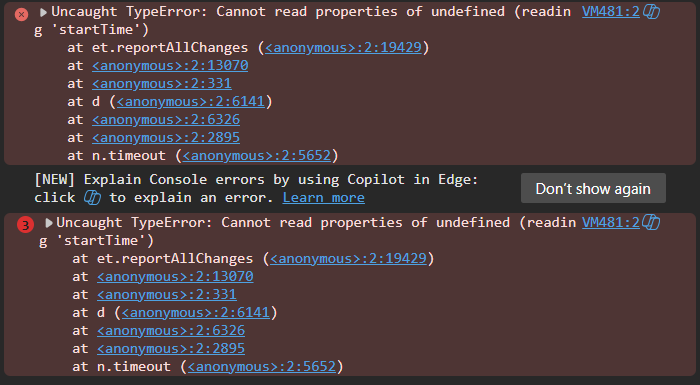 Uncaught TypeError: Cannot read properties of undefined (readin VM481:2
g 'startTime')
at et.reportAllChanges (<anonymous>:2:19429)
at <anonymous>:2:13070
at <anonymous>:2:331
at d (<anonymous>:2:6141)
at <anonymous>:2:6326
at <anonymous>:2:2895
at n.timeout (<anonymous>:2:5652)
[NEW] Explain Console errors by using Copilot in Edge:
click to explain an error. Learn more
Don't show again
3 Uncaught TypeError: Cannot read properties of undefined (readin VM481:2
g 'startTime')
at et.reportAllChanges (<anonymous>:2:19429)
at <anonymous>:2:13070
at <anonymous>:2:331
at d (<anonymous>:2:6141)
at <anonymous>:2:6326
at <anonymous>:2:2895
at n.timeout (<anonymous>:2:5652)